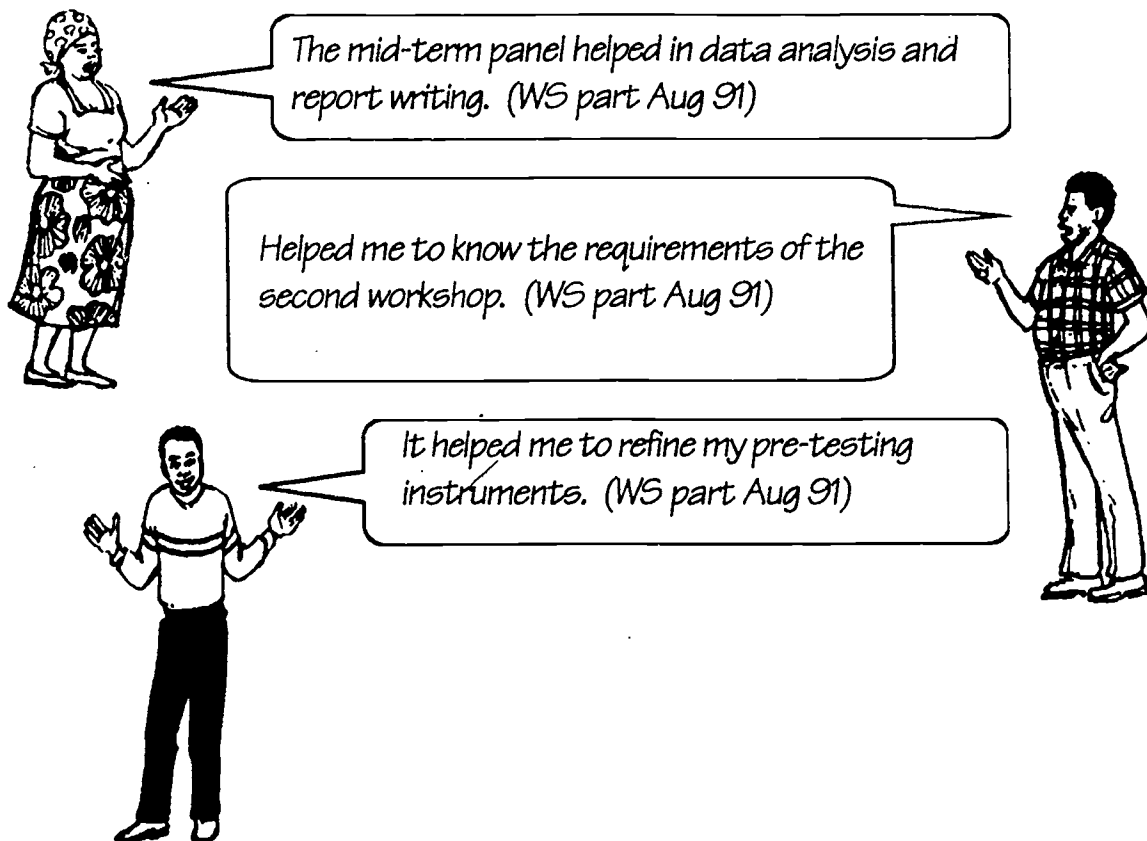 The mid-term panel helped in data analysis and
report writing. (WS part Aug 91)
Helped me to know the requirements of the
second workshop. (WS part Aug 91)
It helped me to refine my pre-testing
instruments. (WS part Aug 91)